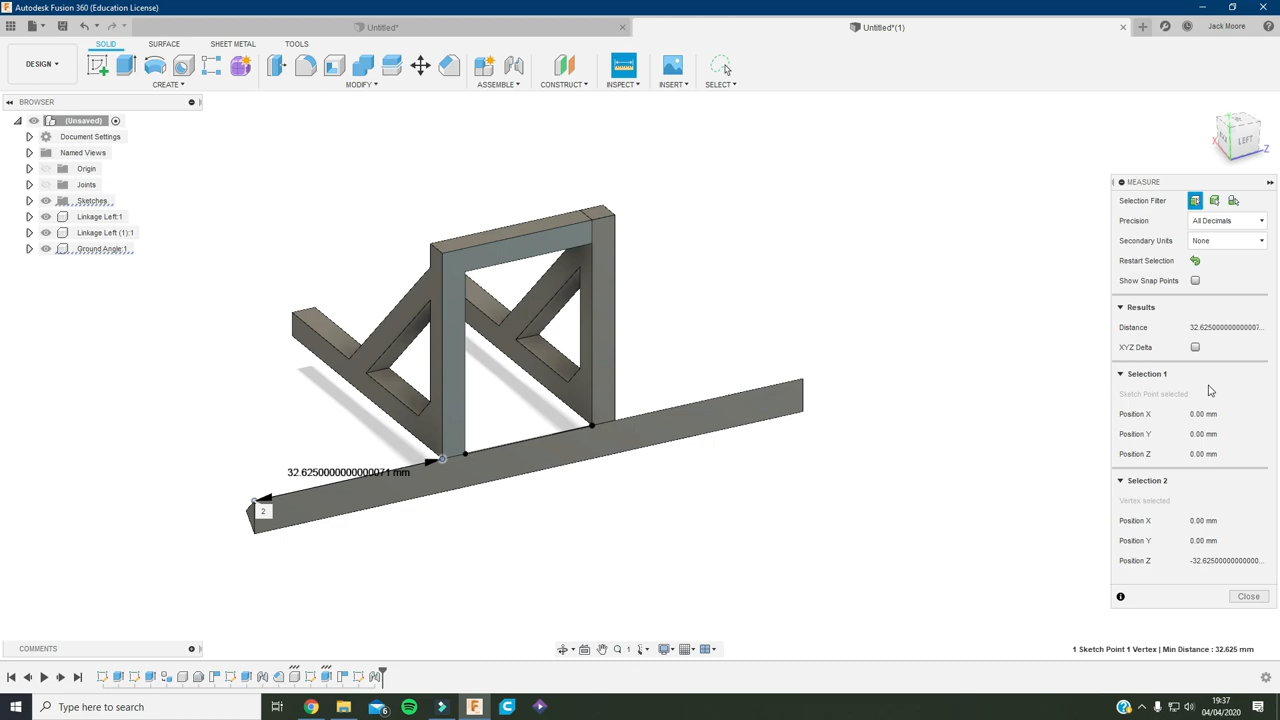 Autodesk Fusion 360 (Education License)
Untitled*
Untitled*(1)
Jack Moore
DESIGN
SOLID
SURFACE
SHEET METAL
TOOLS
CREATE
MODIFY
ASSEMBLE
CONSTRUCT
INSPECT
INSERT
SELECT
BROWSER
(Unsaved)
Document Settings
Named Views
Origin
Joints
Sketches
Linkage Left:1
Linkage Left (1):1
Ground Angle:1
LEFT
X
Z
MEASURE
Selection Filter
Precision All Decimals
Secondary Units None
Restart Selection
Show Snap Points
Results
Distance 32.62500000000007...
XYZ Delta
Selection 1
Sketch Point selected
Position X 0.00 mm
Position Y 0.00 mm
Position Z 0.00 mm
Selection 2
Vertex selected
Position X 0.00 mm
Position Y 0.00 mm
Position Z -32.62500000000000...
Close
32.625000000000071 mm
2
COMMENTS
1 Sketch Point 1 Vertex | Min Distance : 32.625 mm
Type here to search
6
19:37
04/04/2020